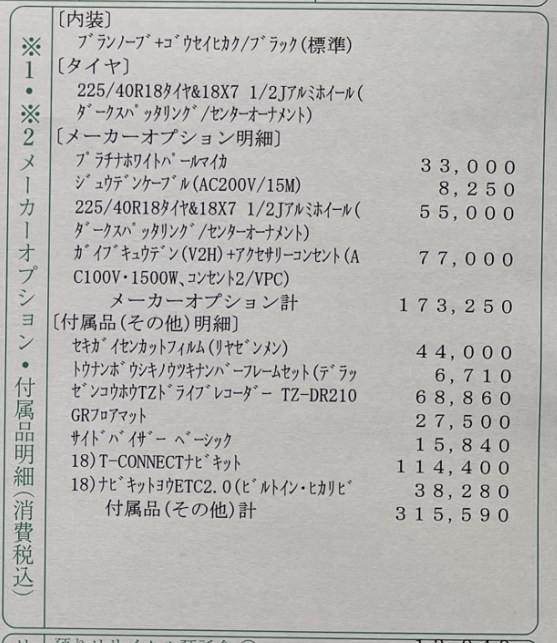 ※1・※2メーカーオプション・付属品明細(消費税込)
〔内装〕
ﾌﾞﾗﾝﾉｰﾌﾞ+ｺﾞｳｾｲﾋｶｸ/ﾌﾞﾗｯｸ(標準)
〔タイヤ〕
225/40R18ﾀｲﾔ&18X7 1/2Jｱﾙﾐﾎｲｰﾙ(
ﾀﾞｰｸｽﾊﾟｯﾀﾘﾝｸﾞ/ｾﾝﾀｰｵｰﾅﾒﾝﾄ)
〔メーカーオプション明細〕
ﾌﾟﾗﾁﾅﾎﾜｲﾄﾊﾟｰﾙﾏｲｶ 33,000
ｼﾞｭｳﾃﾞﾝｹｰﾌﾞﾙ(AC200V/15M) 8,250
225/40R18ﾀｲﾔ&18X7 1/2Jｱﾙﾐﾎｲｰﾙ( 55,000
ﾀﾞｰｸｽﾊﾟｯﾀﾘﾝｸﾞ/ｾﾝﾀｰｵｰﾅﾒﾝﾄ)
ｶﾞｲﾌﾞｷｭｳﾃﾞﾝ(V2H)+ｱｸｾｻﾘｰｺﾝｾﾝﾄ(A 77,000
C100V・1500W､ｺﾝｾﾝﾄ2/VPC)
メーカーオプション計 173,250
〔付属品(その他)明細〕
ｾｷｶﾞｲｾﾝｶｯﾄﾌｨﾙﾑ(ﾘﾔｾﾞﾝﾒﾝ) 44,000
ﾄｳﾅﾝﾎﾞｳｼｷﾉｳﾂｷﾅﾝﾊﾞｰﾌﾚｰﾑｾｯﾄ(ﾃﾞﾗｯ 6,710
ｾﾞﾝｺｳﾎｳTZﾄﾞﾗｲﾌﾞﾚｺｰﾀﾞｰ TZ-DR210 68,860
GRﾌﾛｱﾏｯﾄ 27,500
ｻｲﾄﾞﾊﾞｲｻﾞｰ ﾍﾞｰｼｯｸ 15,840
18)T-CONNECTﾅﾋﾞｷｯﾄ 114,400
18)ﾅﾋﾞｷｯﾄﾖｳETC2.0(ﾋﾞﾙﾄｲﾝ・ﾋｶﾘﾋﾞ 38,280
付属品(その他)計 315,590